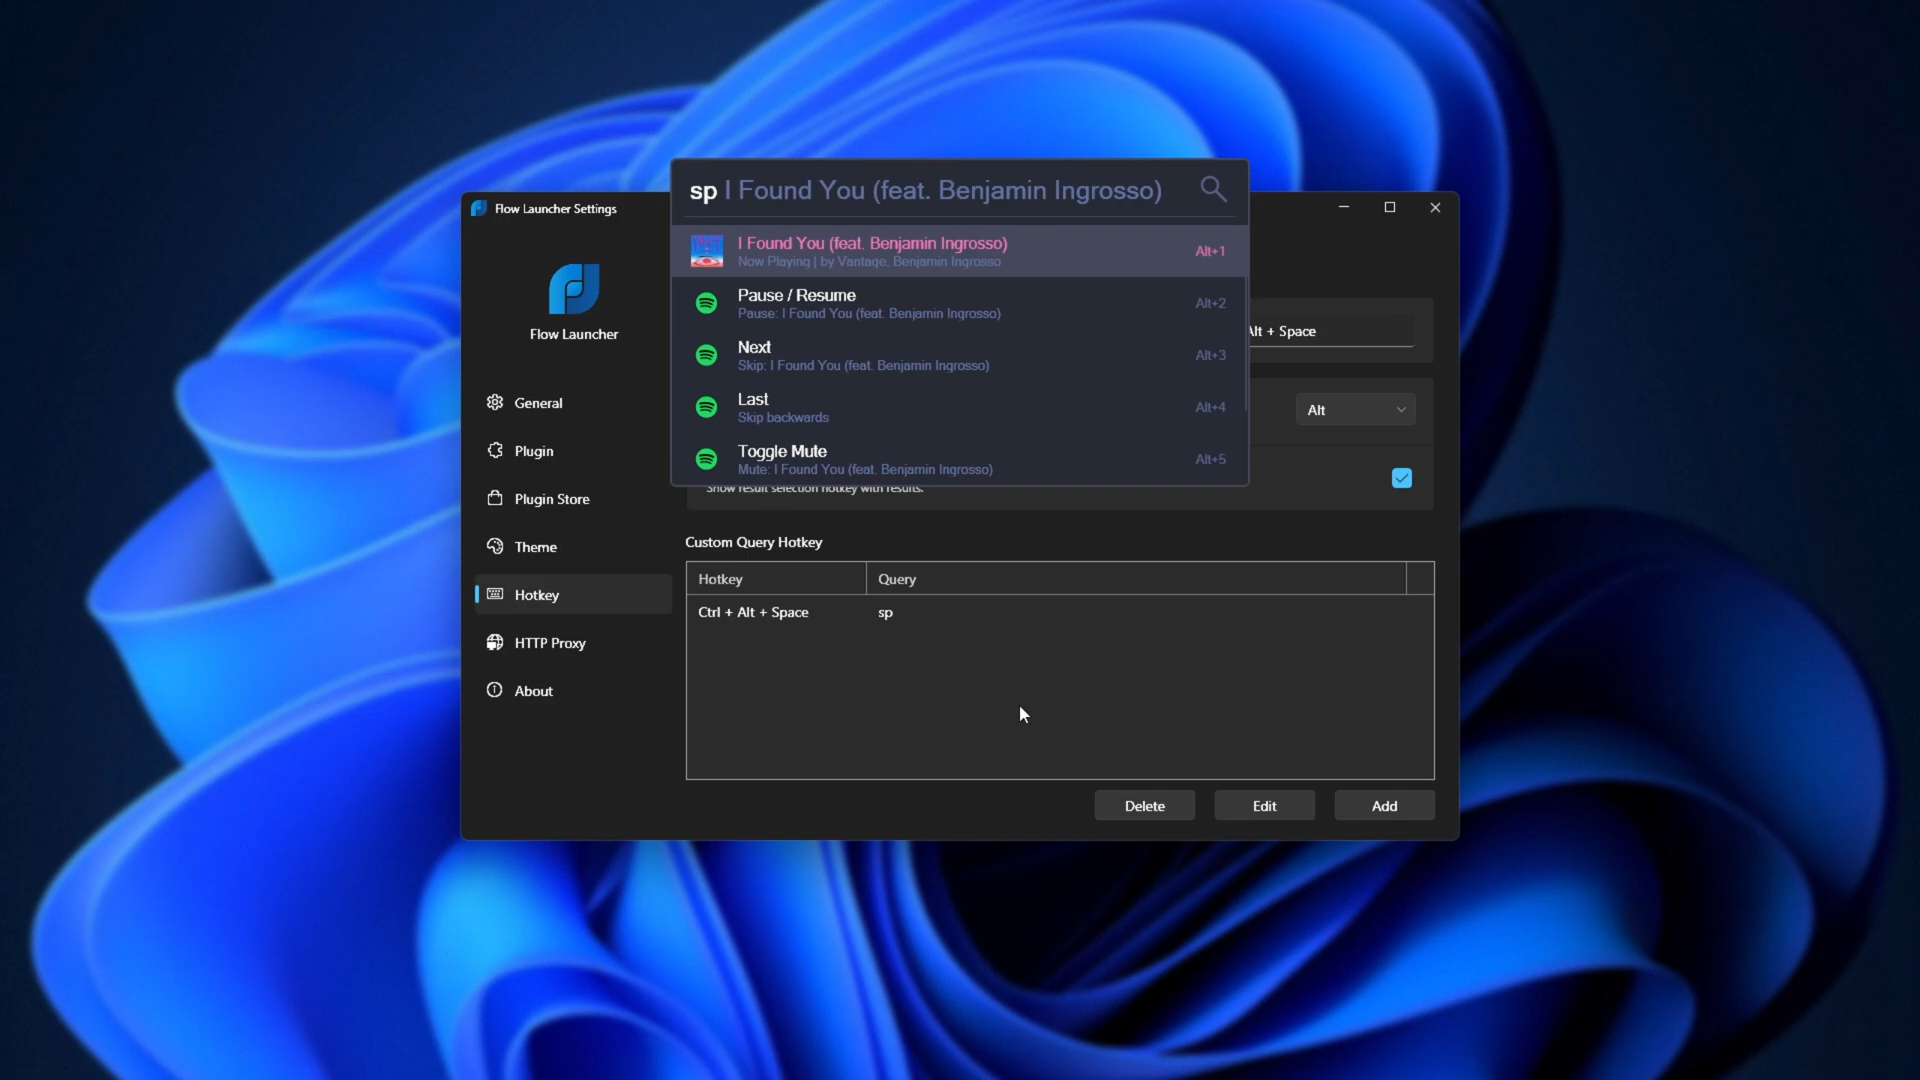 sp I Found You (feat. Benjamin Ingrosso)
Flow Launcher Settings
I Found You (feat. Benjamin Ingrosso)
Now Playing | by Vantage, Benjamin Ingrosso
Alt+1
Pause / Resume
Pause: I Found You (feat. Benjamin Ingrosso)
Alt+2
Next
Skip: I Found You (feat. Benjamin Ingrosso)
Alt+3
Last
Skip backwards
Alt+4
Toggle Mute
Mute: I Found You (feat. Benjamin Ingrosso)
Alt+5
Flow Launcher
General
Plugin
Plugin Store
Theme
Hotkey
HTTP Proxy
About
Alt + Space
Alt
Show result selection hotkey with results.
Custom Query Hotkey
Hotkey Query
Ctrl + Alt + Space sp
Delete Edit Add